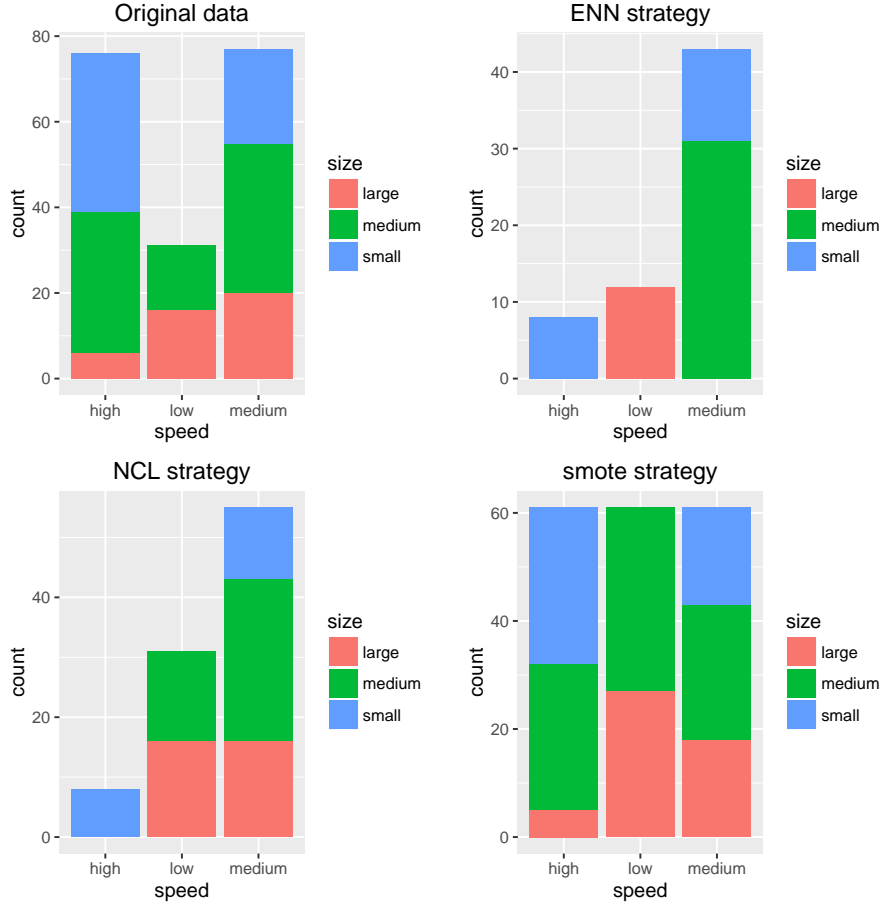 Original data
80
60
40
20
0
count
high low medium
speed
size
large
medium
small
ENN strategy
40
30
20
10
0
count
high low medium
speed
size
large
medium
small
NCL strategy
40
20
0
count
high low medium
speed
size
large
medium
small
smote strategy
60
40
20
0
count
high low medium
speed
size
large
medium
small